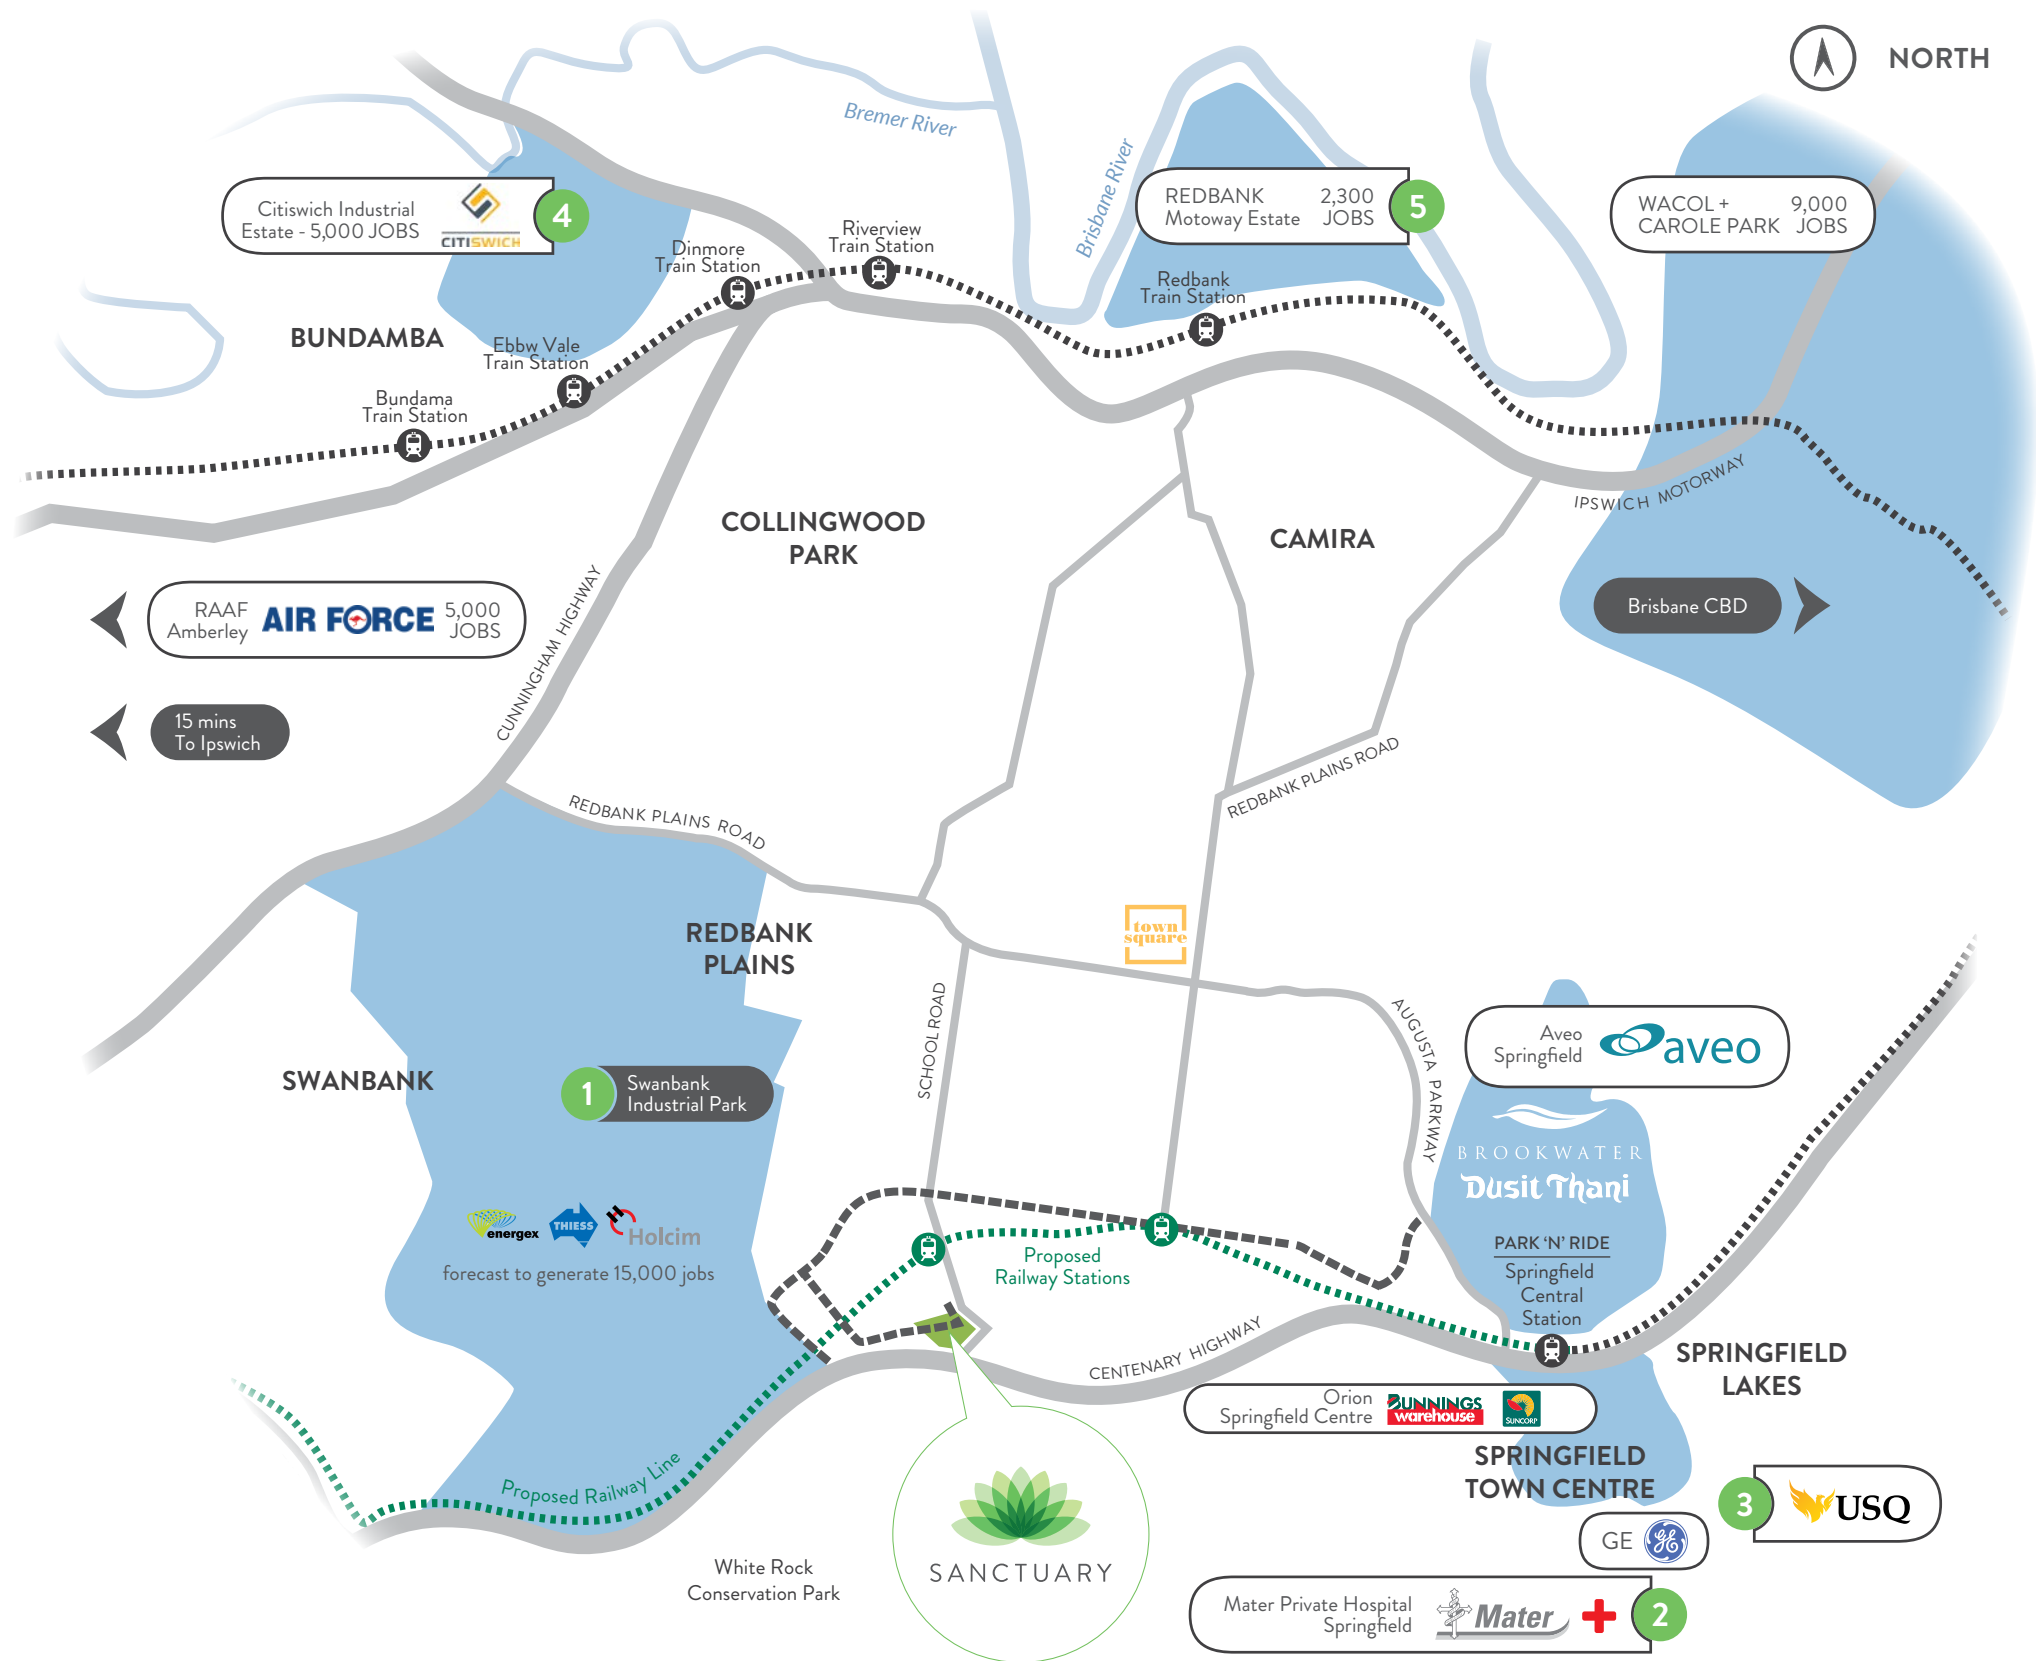 NORTH
Bremer River
Brisbane River
Citiswich Industrial
Estate - 5,000 JOBS
CITISWICH
4
REDBANK 2,300
Motoway Estate JOBS
5
WACOL + 9,000
CAROLE PARK JOBS
Riverview
Train Station
Dinmore
Train Station
Redbank
Train Station
BUNDAMBA
Ebbw Vale
Train Station
Bundama
Train Station
IPSWICH MOTORWAY
COLLINGWOOD
PARK
CAMIRA
RAAF
Amberley
AIR FORCE
5,000
JOBS
Brisbane CBD
CUNNINGHAM HIGHWAY
15 mins
To Ipswich
REDBANK PLAINS ROAD
REDBANK PLAINS ROAD
town
square
REDBANK
PLAINS
SCHOOL ROAD
AUGUSTA PARKWAY
Aveo
Springfield
aveo
SWANBANK
1
Swanbank
Industrial Park
BROOKWATER
Dusit Thani
energex
THIESS
Holcim
forecast to generate 15,000 jobs
Proposed
Railway Stations
PARK 'N' RIDE
Springfield
Central
Station
CENTENARY HIGHWAY
SPRINGFIELD
LAKES
Orion
Springfield Centre
BUNNINGS
warehouse
SUNCORP
SPRINGFIELD
TOWN CENTRE
Proposed Railway Line
3
USQ
GE
GE
White Rock
Conservation Park
SANCTUARY
Mater Private Hospital
Springfield
Mater
2